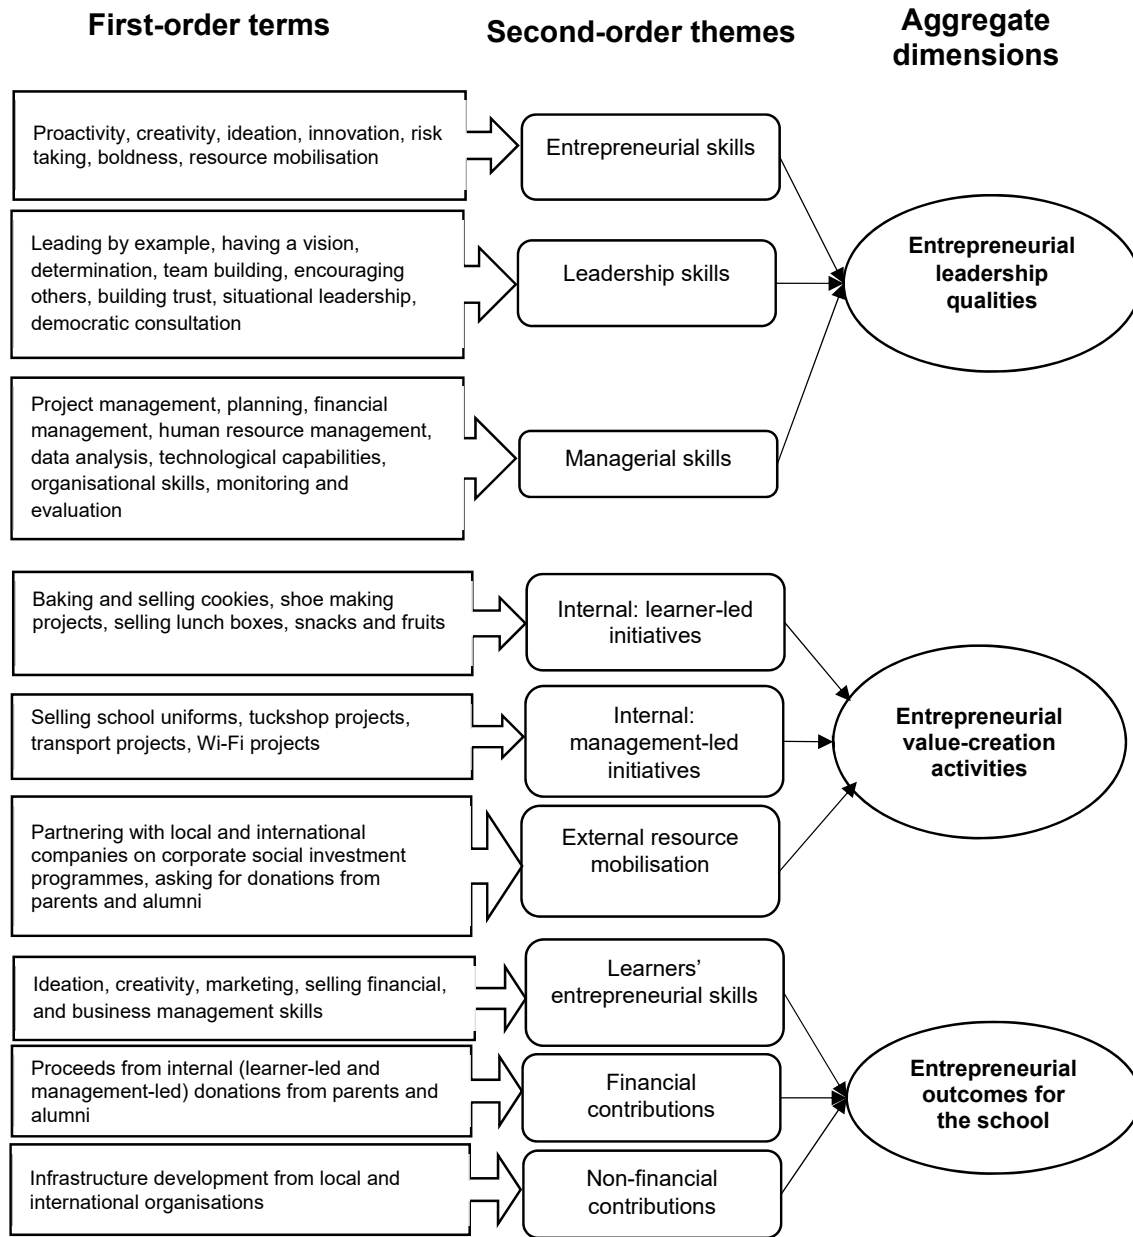 First-order terms
Second-order themes
Aggregate
dimensions
Proactivity, creativity, ideation, innovation, risk
taking, boldness, resource mobilisation
Entrepreneurial skills
Leading by example, having a vision,
determination, team building, encouraging
others, building trust, situational leadership,
democratic consultation
Leadership skills
Project management, planning, financial
management, human resource management,
data analysis, technological capabilities,
organisational skills, monitoring and
evaluation
Managerial skills
Entrepreneurial
leadership
qualities
Baking and selling cookies, shoe making
projects, selling lunch boxes, snacks and fruits
Internal: learner-led
initiatives
Selling school uniforms, tuckshop projects,
transport projects, Wi-Fi projects
Internal:
management-led
initiatives
Partnering with local and international
companies on corporate social investment
programmes, asking for donations from
parents and alumni
External resource
mobilisation
Entrepreneurial
value-creation
activities
Ideation, creativity, marketing, selling financial,
and business management skills
Learners’
entrepreneurial skills
Proceeds from internal (learner-led and
management-led) donations from parents and
alumni
Financial
contributions
Infrastructure development from local and
international organisations
Non-financial
contributions
Entrepreneurial
outcomes for
the school